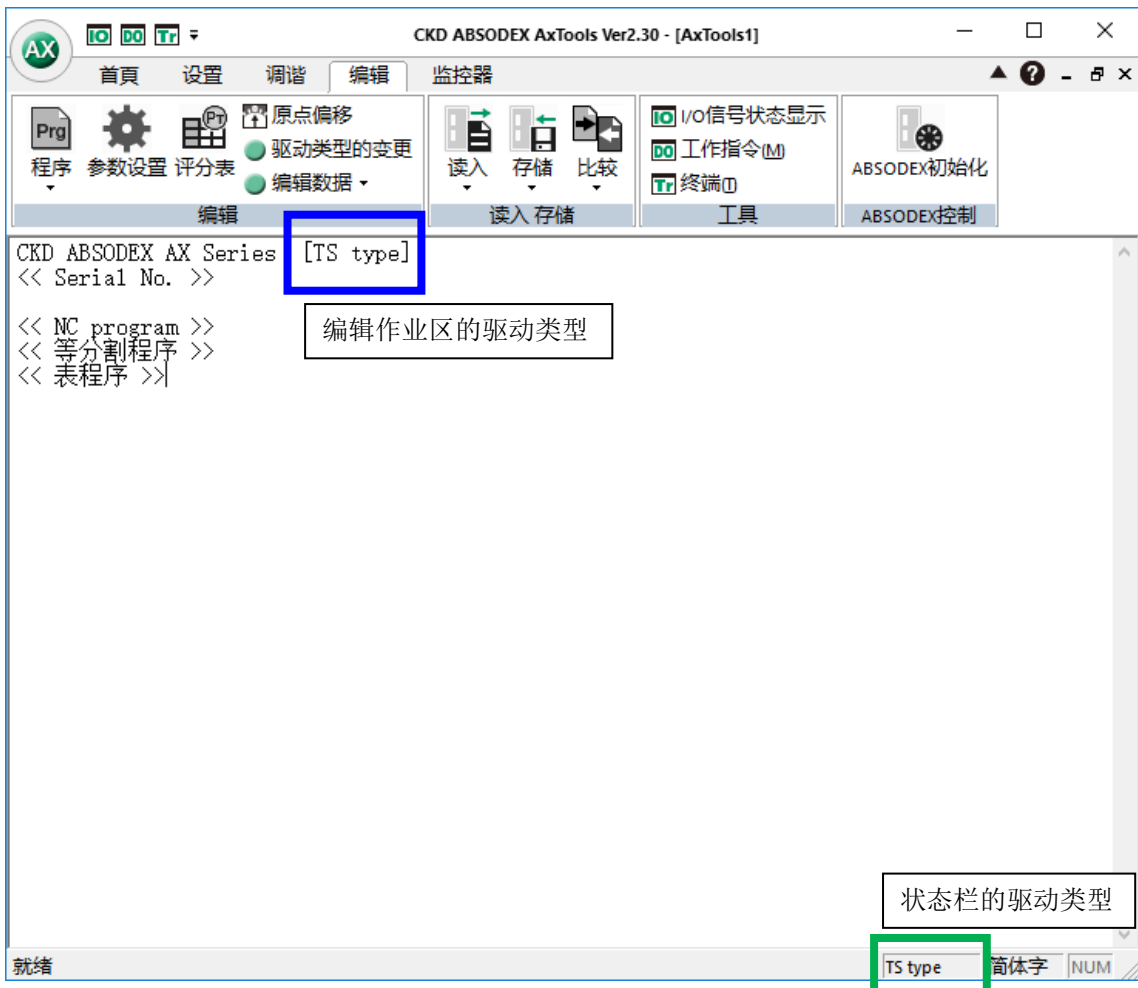 AX IO DO Tr CKD ABSODEX AxTools Ver2.30 - [AxTools1]
首頁 设置 调谐 编辑 监控器
Prg
程序
参数设置
PT
评分表
原点偏移
驱动类型的变更
编辑数据
编辑
读入
存储
比较
读入 存储
IO I/O信号状态显示
DO 工作指令(M)
Tr 终端(T)
工具
ABSODEX初始化
ABSODEX控制
CKD ABSODEX AX Series [TS type]
<< Serial No. >>
编辑作业区的驱动类型
<< NC program >>
<< 等分割程序 >>
<< 表程序 >>
状态栏的驱动类型
就绪 TS type 简体字 NUM